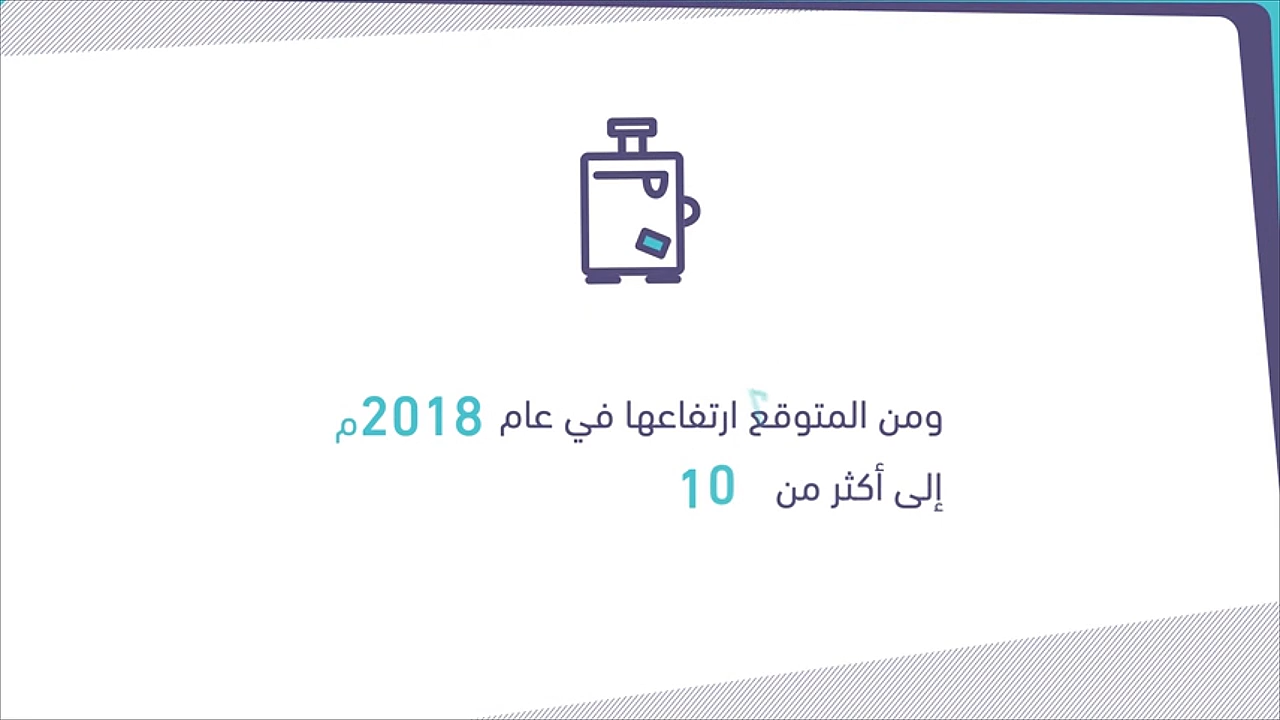 ومن المتوقع ارتفاعها في عام 2018م
إلى أكثر من 10